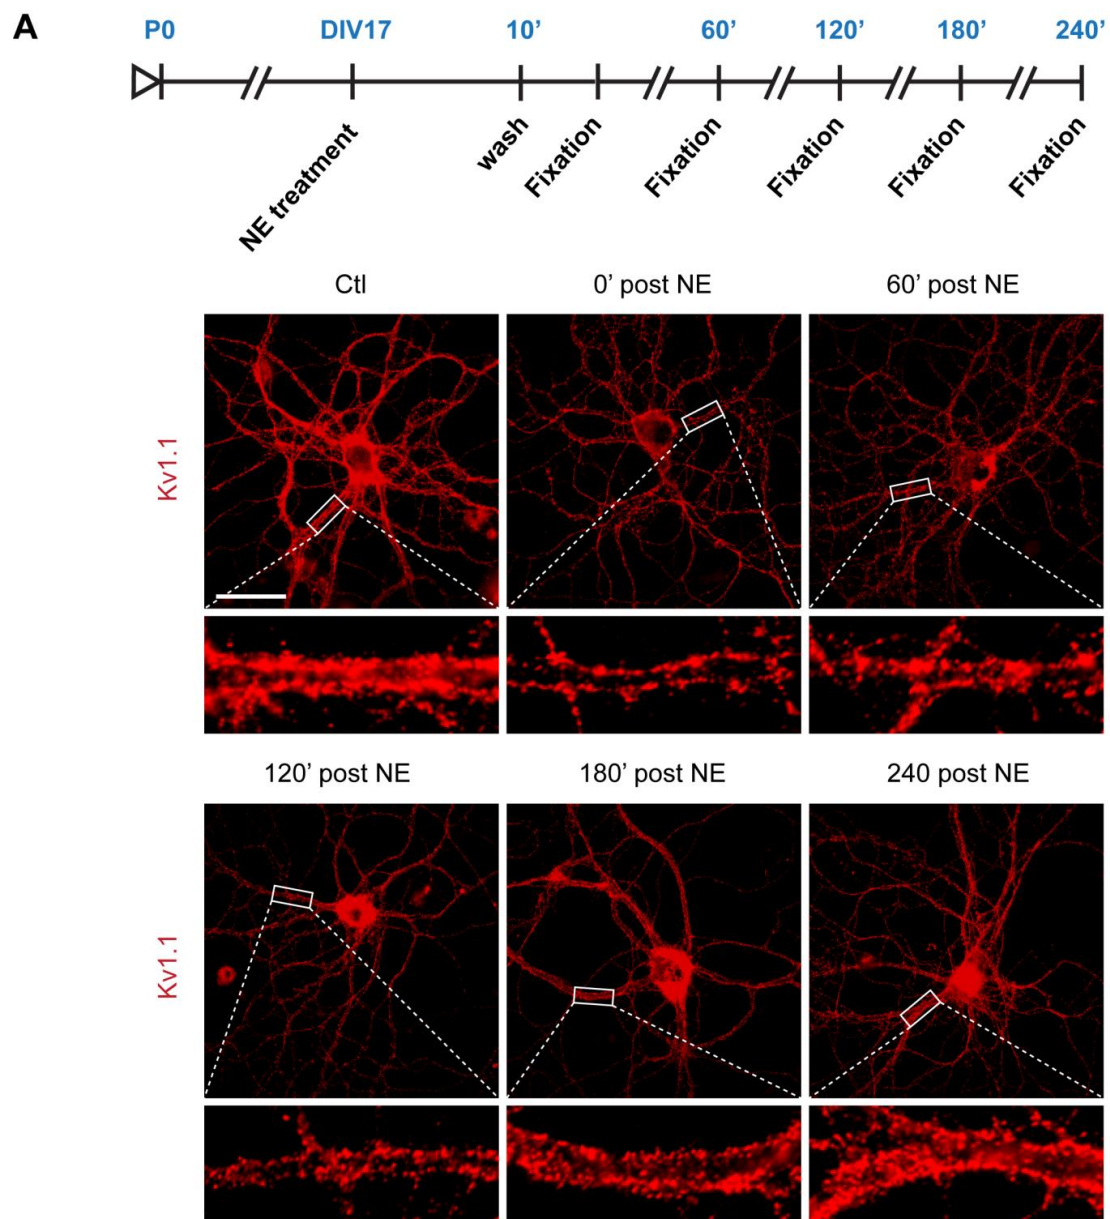 A
P0 DIV17 10’ 60’ 120’ 180’ 240’
NE treatment wash Fixation Fixation Fixation Fixation Fixation
Ctl 0’ post NE 60’ post NE
Kv1.1
120’ post NE 180’ post NE 240 post NE
Kv1.1